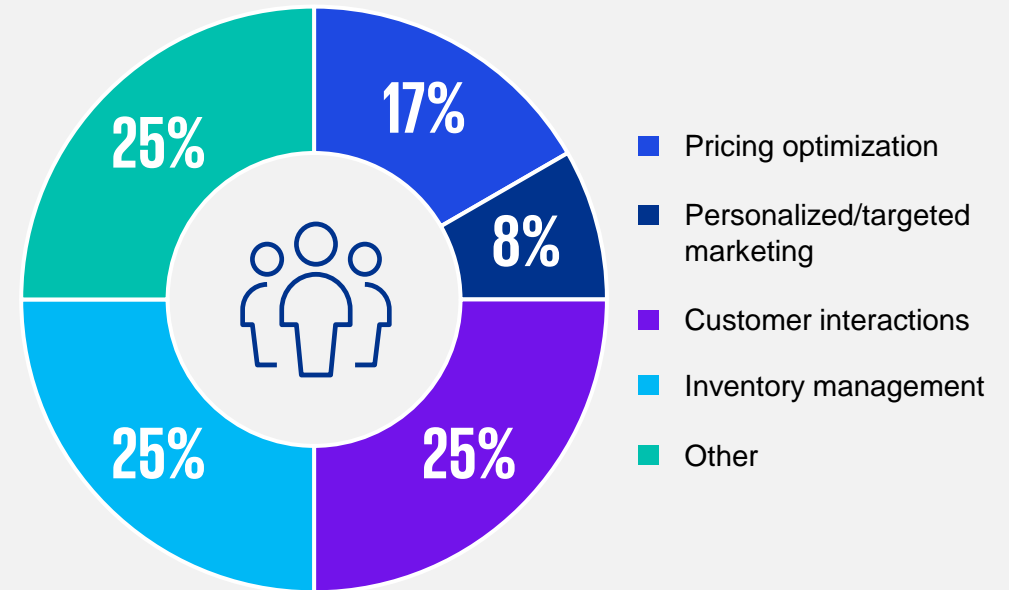 17%
8%
25%
25%
25%
Pricing optimization
Personalized/targeted
marketing
Customer interactions
Inventory management
Other